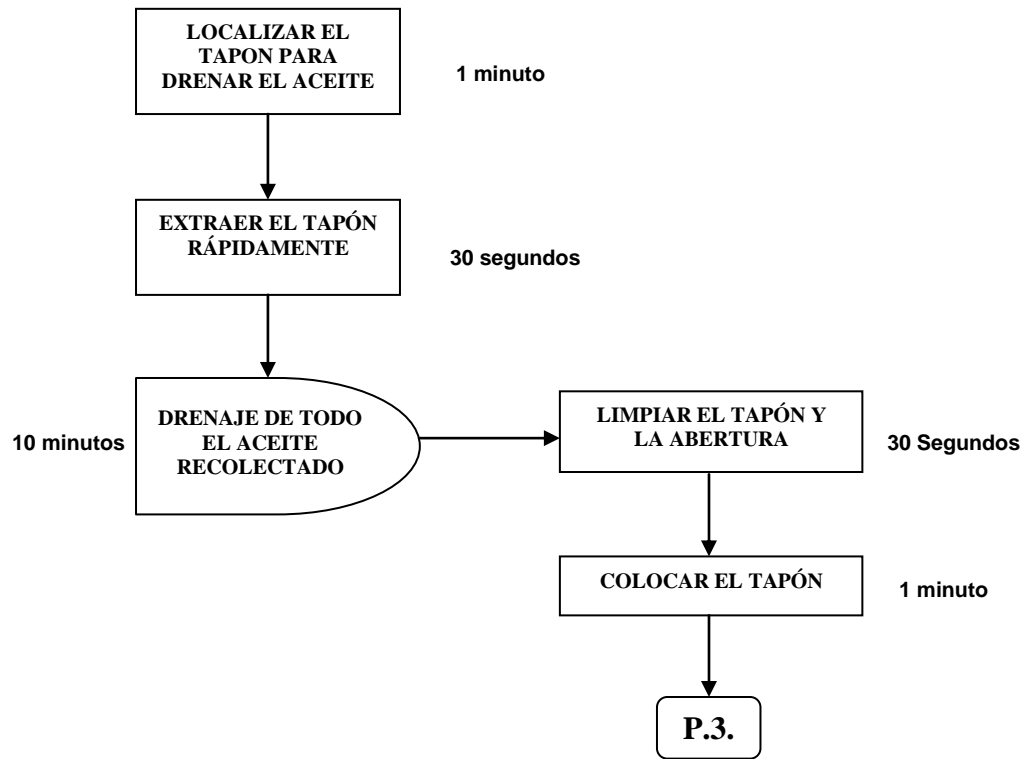 LOCALIZAR EL
TAPON PARA
DRENAR EL ACEITE
1 minuto
EXTRAER EL TAPÓN
RÁPIDAMENTE
30 segundos
10 minutos
DRENAJE DE TODO
EL ACEITE
RECOLECTADO
LIMPIAR EL TAPÓN Y
LA ABERTURA
30 Segundos
COLOCAR EL TAPÓN
1 minuto
P.3.